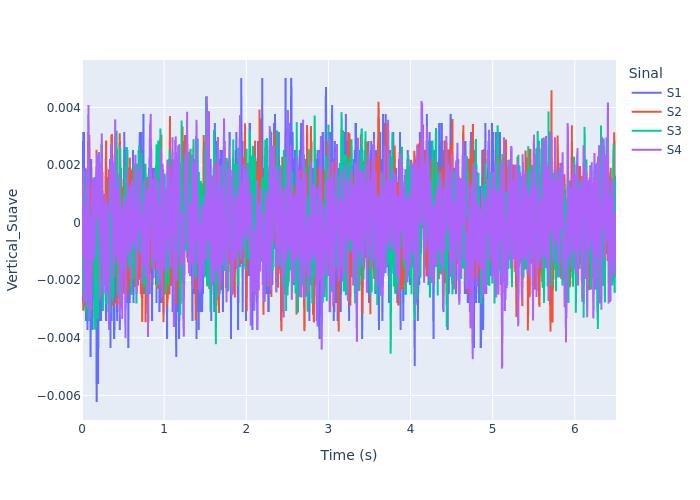 Sinal
S1
S2
S3
S4
Vertical_Suave
0.004
0.002
0
−0.002
−0.004
−0.006
0 1 2 3 4 5 6
Time (s)